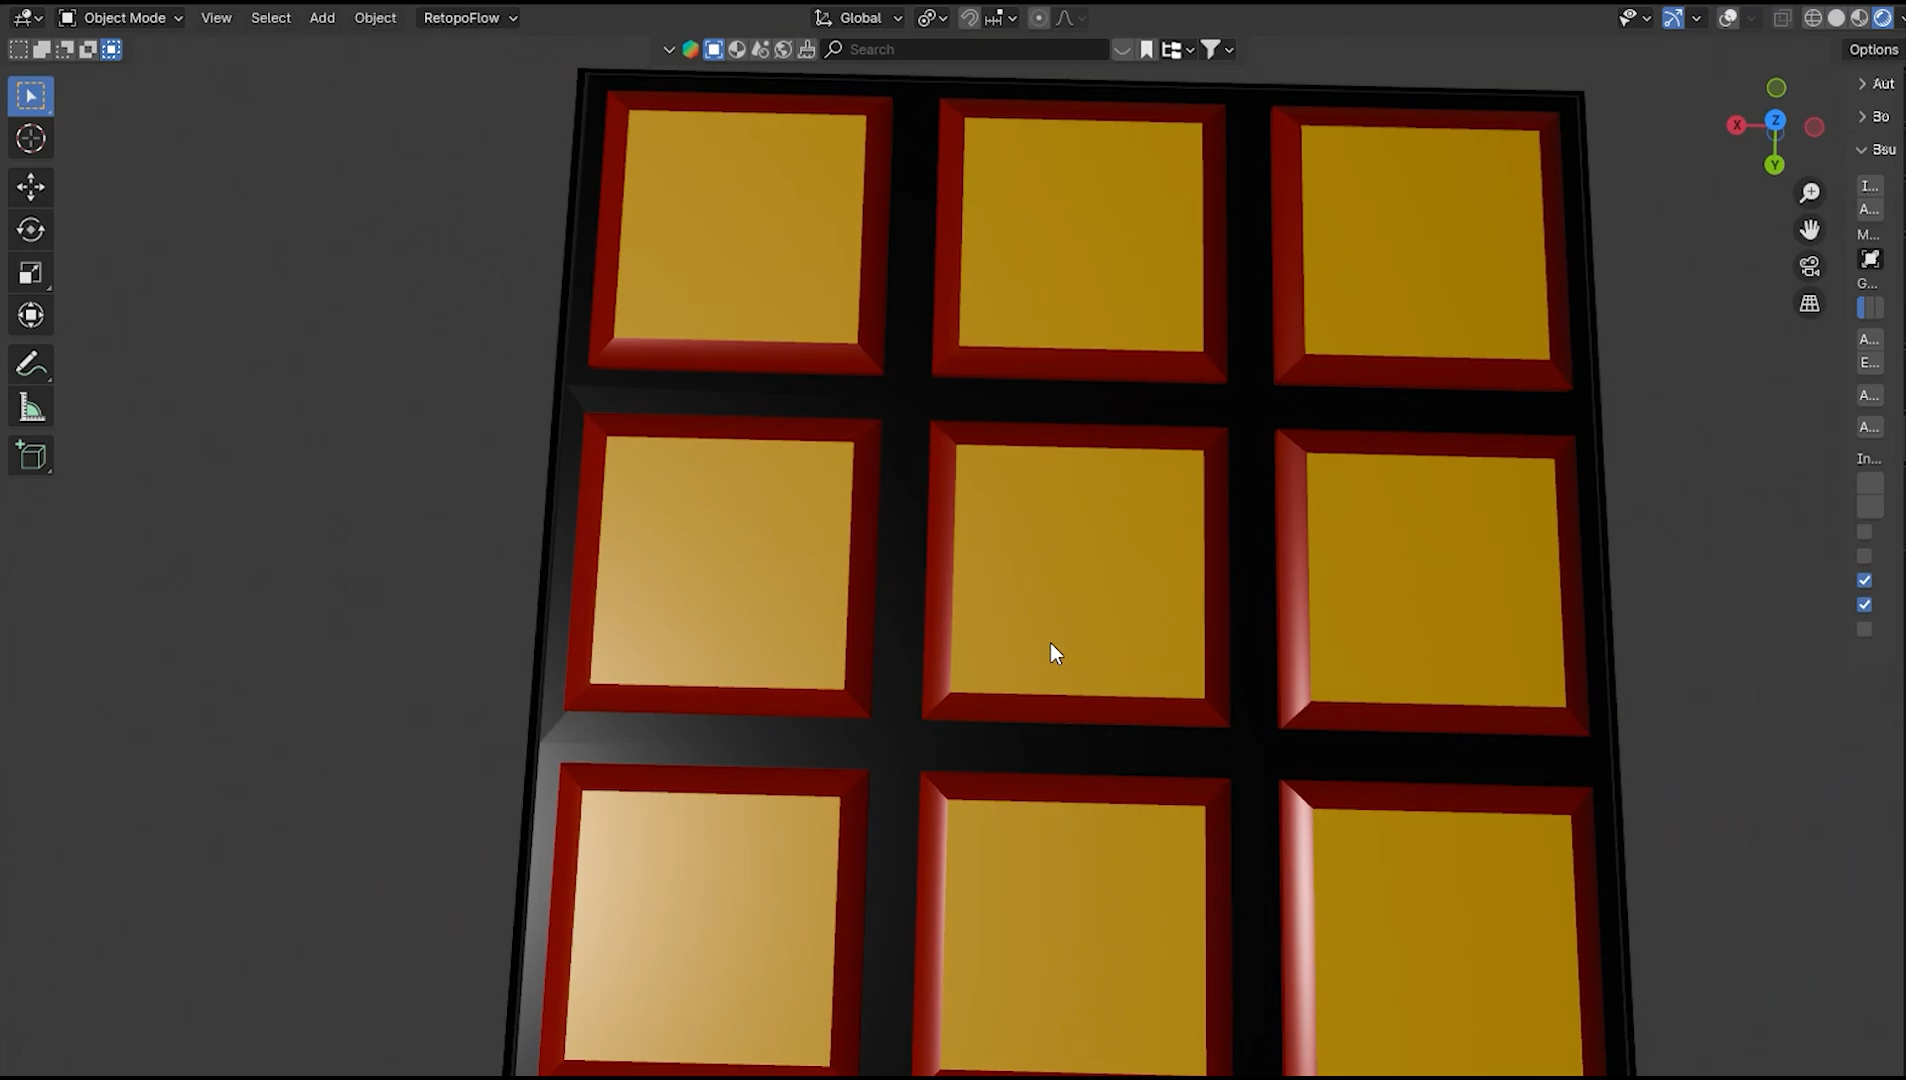 Object Mode View Select Add Object RetopoFlow Global
Search Options
X Z Y
Aut
Bo
Bsu
I...
A...
M...
G...
A...
E...
A...
A...
In...